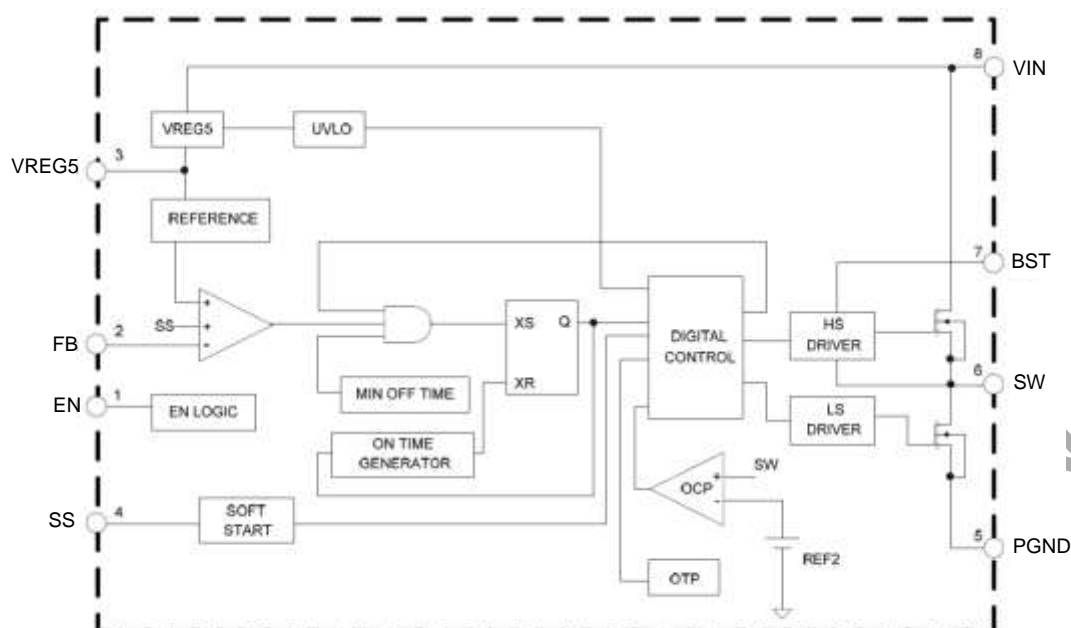 8
VIN
VREG5
UVLO
VREG5
3
REFERENCE
7
BST
SS
+
+
-
XS
Q
DIGITAL
CONTROL
HS
DRIVER
FB
2
XR
6
SW
EN
1
EN LOGIC
MIN OFF TIME
LS
DRIVER
ON TIME
GENERATOR
SW
+
-
OCP
SS
4
SOFT
START
5
PGND
REF2
OTP